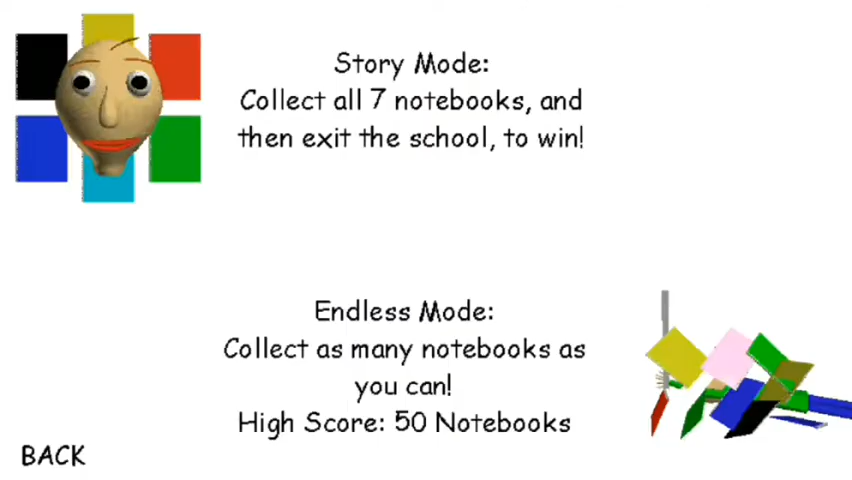 Story Mode:
Collect all 7 notebooks, and
then exit the school, to win!
Endless Mode:
Collect as many notebooks as
you can!
High Score: 50 Notebooks
BACK